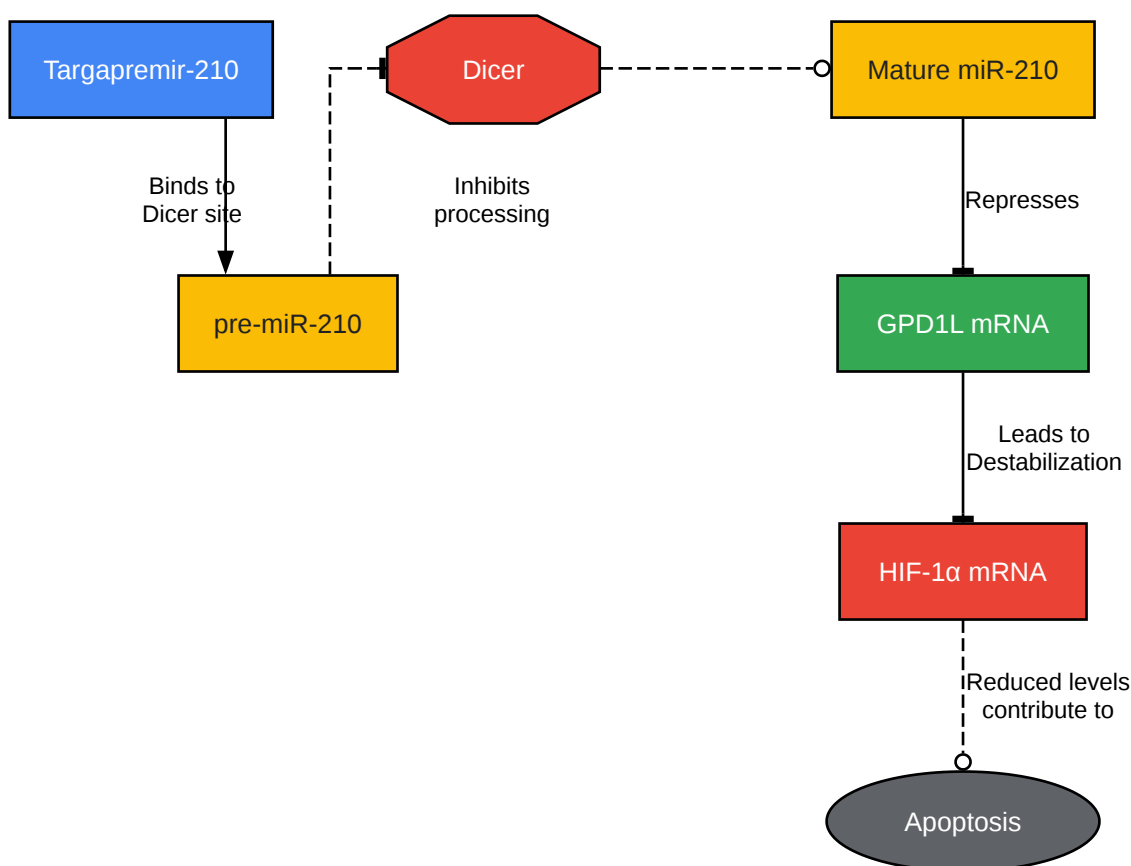 Targapremir-210
Dicer
Mature miR-210
Binds to
Dicer site
Inhibits
processing
Represses
pre-miR-210
GPD1L mRNA
Leads to
Destabilization
HIF-1α mRNA
Reduced levels
contribute to
Apoptosis